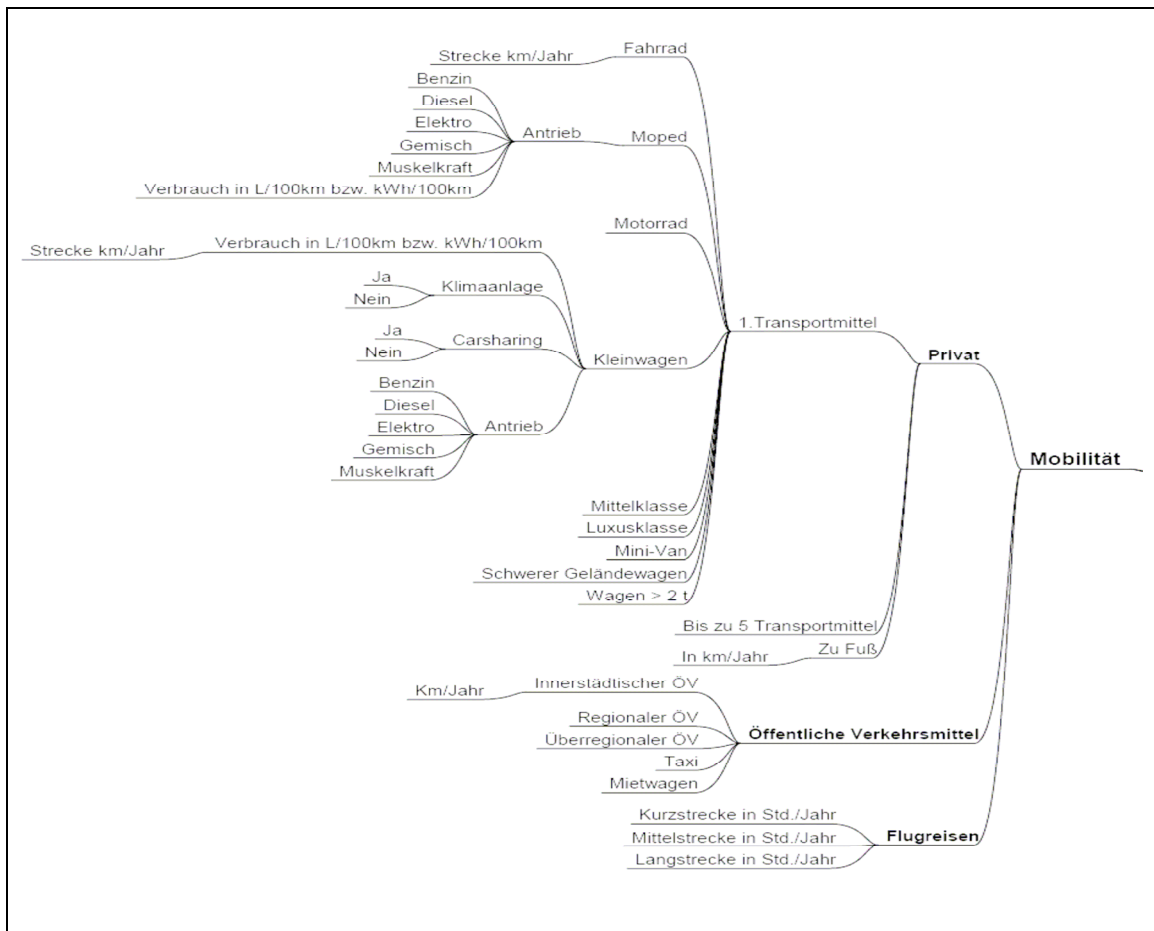 Fahrrad
Strecke km/Jahr
Benzin
Diesel
Elektro
Gemisch
Muskelkraft
Verbrauch in L/100km bzw. kWh/100km
Antrieb
Moped
Motorrad
Strecke km/Jahr
Verbrauch in L/100km bzw. kWh/100km
Ja
Nein
Klimaanlage
Ja
Nein
Carsharing
Kleinwagen
Benzin
Diesel
Elektro
Gemisch
Muskelkraft
Antrieb
1.Transportmittel
Privat
Mobilität
Mittelklasse
Luxusklasse
Mini-Van
Schwerer Geländewagen
Wagen > 2 t
Bis zu 5 Transportmittel
In km/Jahr
Zu Fuß
Km/Jahr
Innerstädtischer ÖV
Regionaler ÖV
Überregionaler ÖV
Taxi
Mietwagen
Öffentliche Verkehrsmittel
Kurzstrecke in Std./Jahr
Mittelstrecke in Std./Jahr
Langstrecke in Std./Jahr
Flugreisen